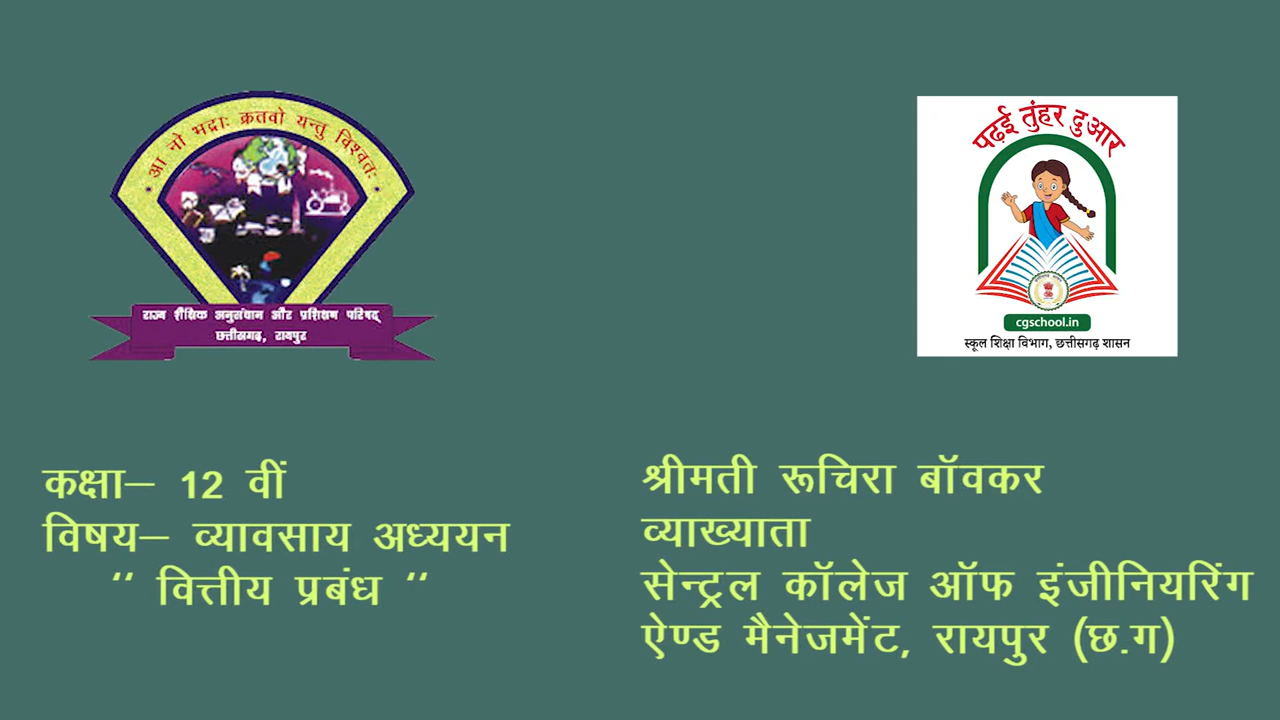 आ नो भद्राः क्रतवो यन्तु विश्वतः
राज्य शैक्षिक अनुसंधान और प्रशिक्षण परिषद्
छत्तीसगढ़, रायपुर
पढ़ई तुंहर दुआर
cgschool.in
स्कूल शिक्षा विभाग, छत्तीसगढ़ शासन
कक्षा– 12 वीं
विषय– व्यावसाय अध्ययन
“ वित्तीय प्रबंध “
श्रीमती रूचिरा बॉवकर
व्याख्याता
सेन्ट्रल कॉलेज ऑफ इंजीनियरिंग
ऐण्ड मैनेजमेंट, रायपुर (छ.ग)